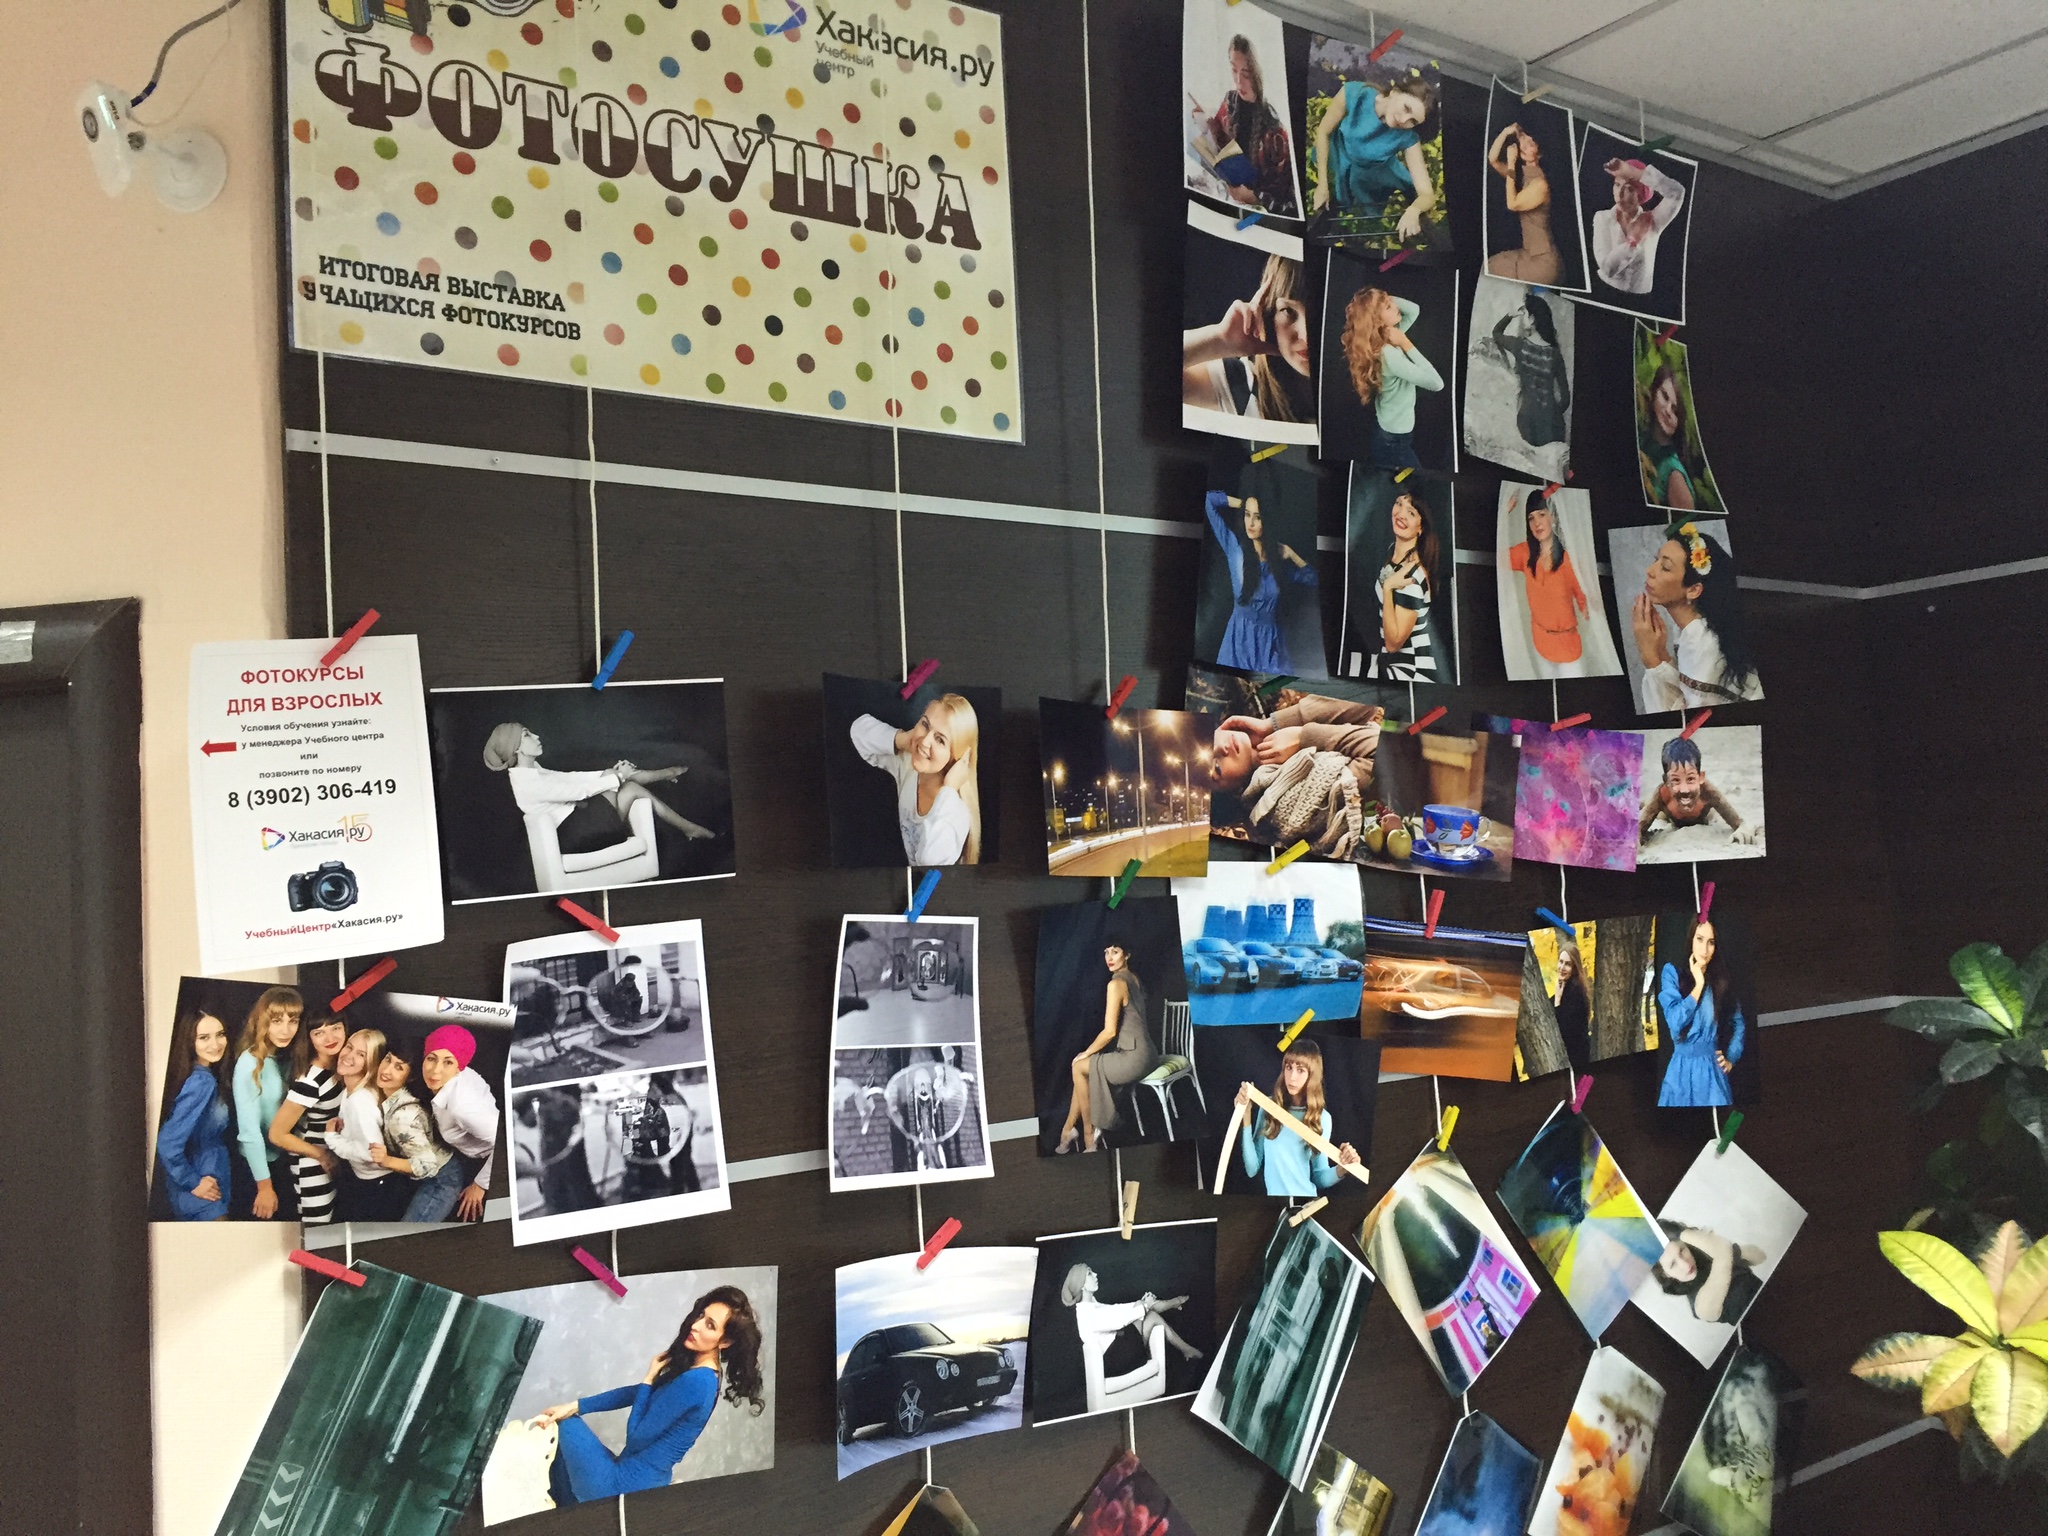 Хакасия.ру
Учебный
центр
ФОТОСУШКА
ИТОГОВАЯ ВЫСТАВКА
УЧАЩИХСЯ ФОТОКУРСОВ
ФОТОКУРСЫ
ДЛЯ ВЗРОСЛЫХ
Условия обучения узнайте:
у менеджера Учебного центра
или
позвоните по номеру
8 (3902) 306-419
Хакасия.ру 15
УчебныйЦентр«Хакасия.ру»
Хакасия.ру